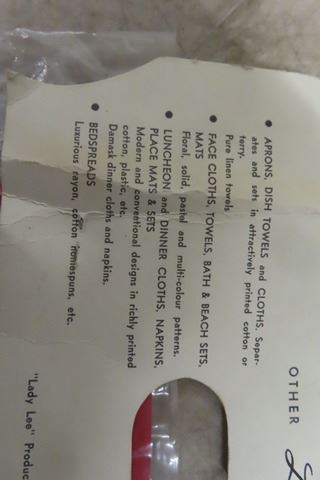 OTHER
• APRONS, DISH TOWELS and CLOTHS. Separ-
ates and sets in attractively printed cotton or
terry.
Pure linen towels
• FACE CLOTHS, TOWELS, BATH & BEACH SETS,
MATS
Floral, solid, pastel and multi-colour patterns.
• LUNCHEON and DINNER CLOTHS, NAPKINS,
PLACE MATS & SETS
Modern and conventional designs in richly printed
cotton, plastic, etc.
Damask dinner cloths and napkins.
• BEDSPREADS
Luxurious rayon, cotton homespuns, etc.
"Lady Lee" Produc